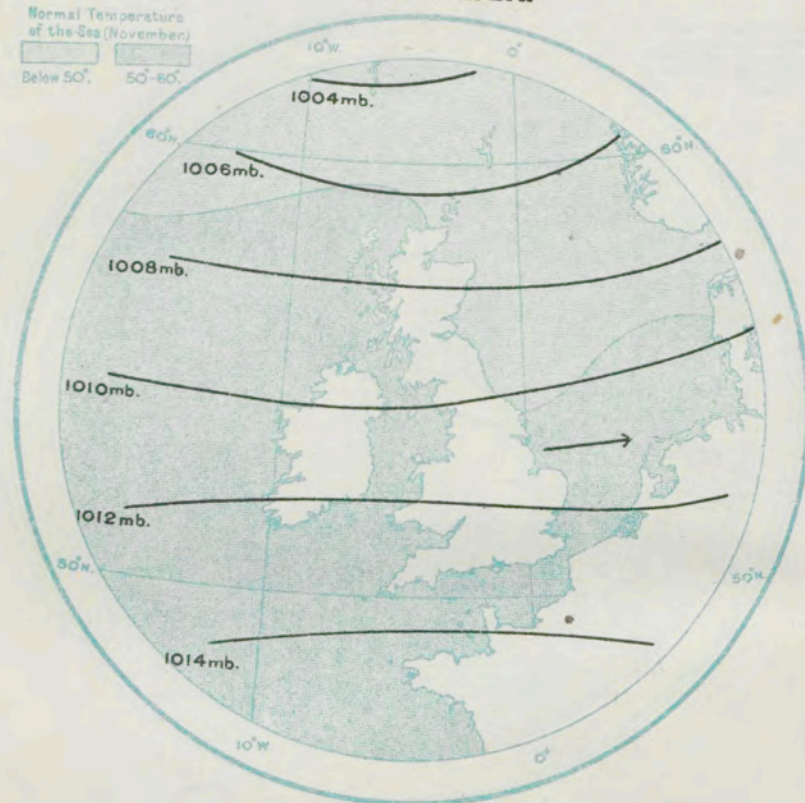 Normal Temperature
of the Sea (November)
Below 50°. 50°-60°.
10°W. 0°
1004mb.
60°N. 60°N.
1006mb.
1008mb.
1010mb.
1012mb.
50°N. 50°N.
1014mb.
10°W 0°